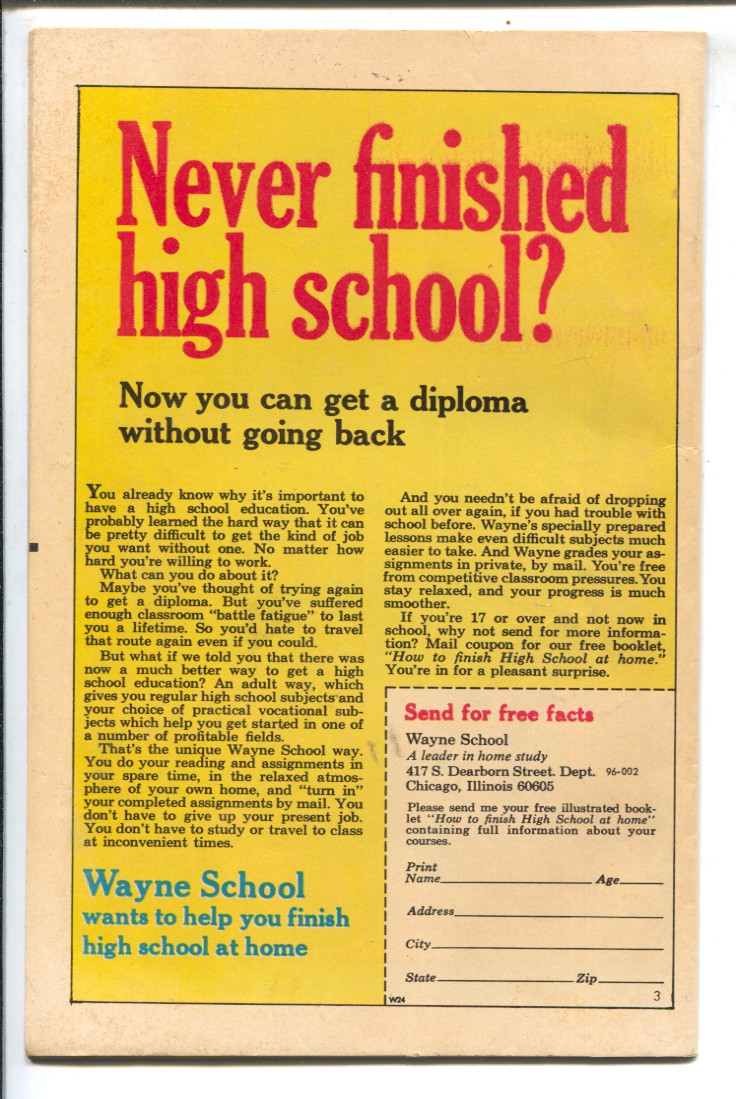 Never finished
high school?
Now you can get a diploma
without going back
You already know why it's important to
have a high school education. You've
probably learned the hard way that it can
be pretty difficult to get the kind of job
you want without one. No matter how
hard you're willing to work.
What can you do about it?
Maybe you've thought of trying again
to get a diploma. But you've suffered
enough classroom "battle fatigue" to last
you a lifetime. So you'd hate to travel
that route again even if you could.
But what if we told you that there was
now a much better way to get a high
school education? An adult way, which
gives you regular high school subjects and
your choice of practical vocational sub-
jects which help you get started in one of
a number of profitable fields.
That's the unique Wayne School way.
You do your reading and assignments in
your spare time, in the relaxed atmos-
phere of your own home, and "turn in"
your completed assignments by mail. You
don't have to give up your present job.
You don't have to study or travel to class
at inconvenient times.
Wayne School
wants to help you finish
high school at home
And you needn't be afraid of dropping
out all over again, if you had trouble with
school before. Wayne's specially prepared
lessons make even difficult subjects much
easier to take. And Wayne grades your as-
signments in private, by mail. You're free
from competitive classroom pressures. You
stay relaxed, and your progress is much
smoother.
If you're 17 or over and not now in
school, why not send for more informa-
tion? Mail coupon for our free booklet,
"How to finish High School at home."
You're in for a pleasant surprise.
Send for free facts
Wayne School
A leader in home study
417 S. Dearborn Street. Dept. 96-002
Chicago, Illinois 60605
Please send me your free illustrated book-
let "How to finish High School at home"
containing full information about your
courses.
Print
Name Age
Address
City
State Zip
W24 3